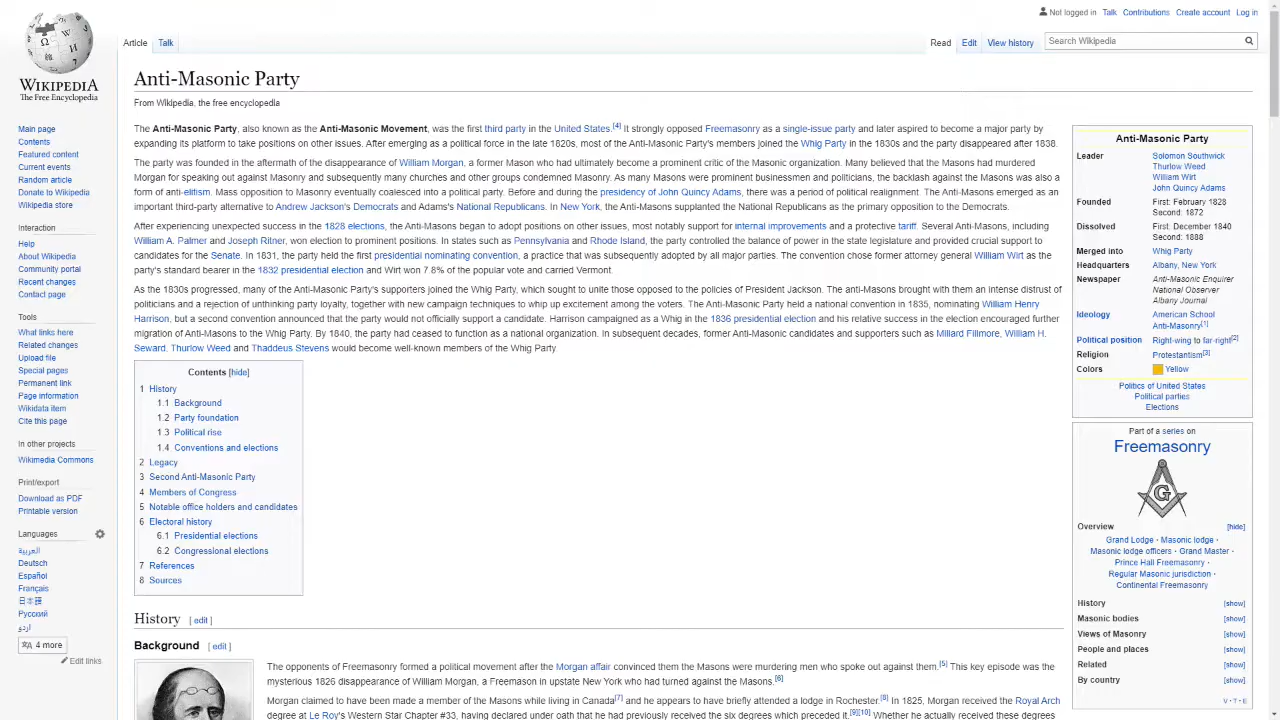 Not logged in Talk Contributions Create account Log in
Article Talk Read Edit View history Search Wikipedia
WIKIPEDIA
The Free Encyclopedia
Main page
Contents
Featured content
Current events
Random article
Donate to Wikipedia
Wikipedia store
Interaction
Help
About Wikipedia
Community portal
Recent changes
Contact page
Tools
What links here
Related changes
Upload file
Special pages
Permanent link
Page information
Wikidata item
Cite this page
In other projects
Wikimedia Commons
Print/export
Download as PDF
Printable version
Languages
العربية
Deutsch
Español
Français
日本語
Русский
اردو
4 more
Edit links
Anti-Masonic Party
From Wikipedia, the free encyclopedia
The Anti-Masonic Party, also known as the Anti-Masonic Movement, was the first third party in the United States.[4] It strongly opposed Freemasonry as a single-issue party and later aspired to become a major party by
expanding its platform to take positions on other issues. After emerging as a political force in the late 1820s, most of the Anti-Masonic Party's members joined the Whig Party in the 1830s and the party disappeared after 1838.
The party was founded in the aftermath of the disappearance of William Morgan, a former Mason who had ultimately become a prominent critic of the Masonic organization. Many believed that the Masons had murdered
Morgan for speaking out against Masonry and subsequently many churches and other groups condemned Masonry. As many Masons were prominent businessmen and politicians, the backlash against the Masons was also a
form of anti-elitism. Mass opposition to Masonry eventually coalesced into a political party. Before and during the presidency of John Quincy Adams, there was a period of political realignment. The Anti-Masons emerged as an
important third-party alternative to Andrew Jackson's Democrats and Adams's National Republicans. In New York, the Anti-Masons supplanted the National Republicans as the primary opposition to the Democrats.
After experiencing unexpected success in the 1828 elections, the Anti-Masons began to adopt positions on other issues, most notably support for internal improvements and a protective tariff. Several Anti-Masons, including
William A. Palmer and Joseph Ritner, won election to prominent positions. In states such as Pennsylvania and Rhode Island, the party controlled the balance of power in the state legislature and provided crucial support to
candidates for the Senate. In 1831, the party held the first presidential nominating convention, a practice that was subsequently adopted by all major parties. The convention chose former attorney general William Wirt as the
party's standard bearer in the 1832 presidential election and Wirt won 7.8% of the popular vote and carried Vermont.
As the 1830s progressed, many of the Anti-Masonic Party's supporters joined the Whig Party, which sought to unite those opposed to the policies of President Jackson. The anti-Masons brought with them an intense distrust of
politicians and a rejection of unthinking party loyalty, together with new campaign techniques to whip up excitement among the voters. The Anti-Masonic Party held a national convention in 1835, nominating William Henry
Harrison, but a second convention announced that the party would not officially support a candidate. Harrison campaigned as a Whig in the 1836 presidential election and his relative success in the election encouraged further
migration of Anti-Masons to the Whig Party. By 1840, the party had ceased to function as a national organization. In subsequent decades, former Anti-Masonic candidates and supporters such as Millard Fillmore, William H.
Seward, Thurlow Weed and Thaddeus Stevens would become well-known members of the Whig Party.
Contents [hide]
1 History
1.1 Background
1.2 Party foundation
1.3 Political rise
1.4 Conventions and elections
2 Legacy
3 Second Anti-Masonic Party
4 Members of Congress
5 Notable office holders and candidates
6 Electoral history
6.1 Presidential elections
6.2 Congressional elections
7 References
8 Sources
History [ edit ]
Background [ edit ]
The opponents of Freemasonry formed a political movement after the Morgan affair convinced them the Masons were murdering men who spoke out against them.[5] This key episode was the
mysterious 1826 disappearance of William Morgan, a Freemason in upstate New York who had turned against the Masons.[6]
Morgan claimed to have been made a member of the Masons while living in Canada[7] and he appears to have briefly attended a lodge in Rochester.[8] In 1825, Morgan received the Royal Arch
degree at Le Roy's Western Star Chapter #33, having declared under oath that he had previously received the six degrees which preceded it.[9][10] Whether he actually received these degrees
Anti-Masonic Party
Leader Solomon Southwick
Thurlow Weed
William Wirt
John Quincy Adams
Founded First: February 1828
Second: 1872
Dissolved First: December 1840
Second: 1888
Merged into Whig Party
Headquarters Albany, New York
Newspaper Anti-Masonic Enquirer
National Observer
Albany Journal
Ideology American School
Anti-Masonry[1]
Political position Right-wing to far-right[2]
Religion Protestantism[3]
Colors Yellow
Politics of United States
Political parties
Elections
Part of a series on
Freemasonry
G
Overview [hide]
Grand Lodge · Masonic lodge ·
Masonic lodge officers · Grand Master ·
Prince Hall Freemasonry ·
Regular Masonic jurisdiction ·
Continental Freemasonry
History [show]
Masonic bodies [show]
Views of Masonry [show]
People and places [show]
Related [show]
By country [show]
V · T · E